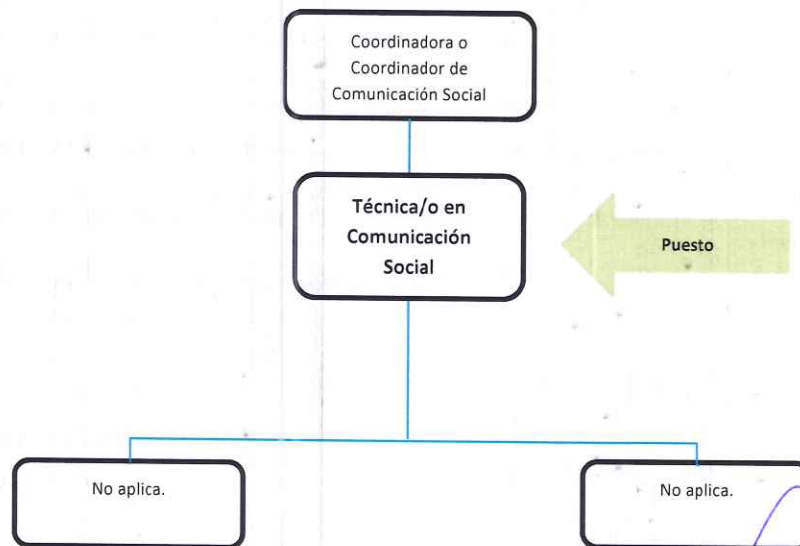 Coordinadora o
Coordinador de
Comunicación Social
Técnica/o en
Comunicación
Social
Puesto
No aplica.
No aplica.